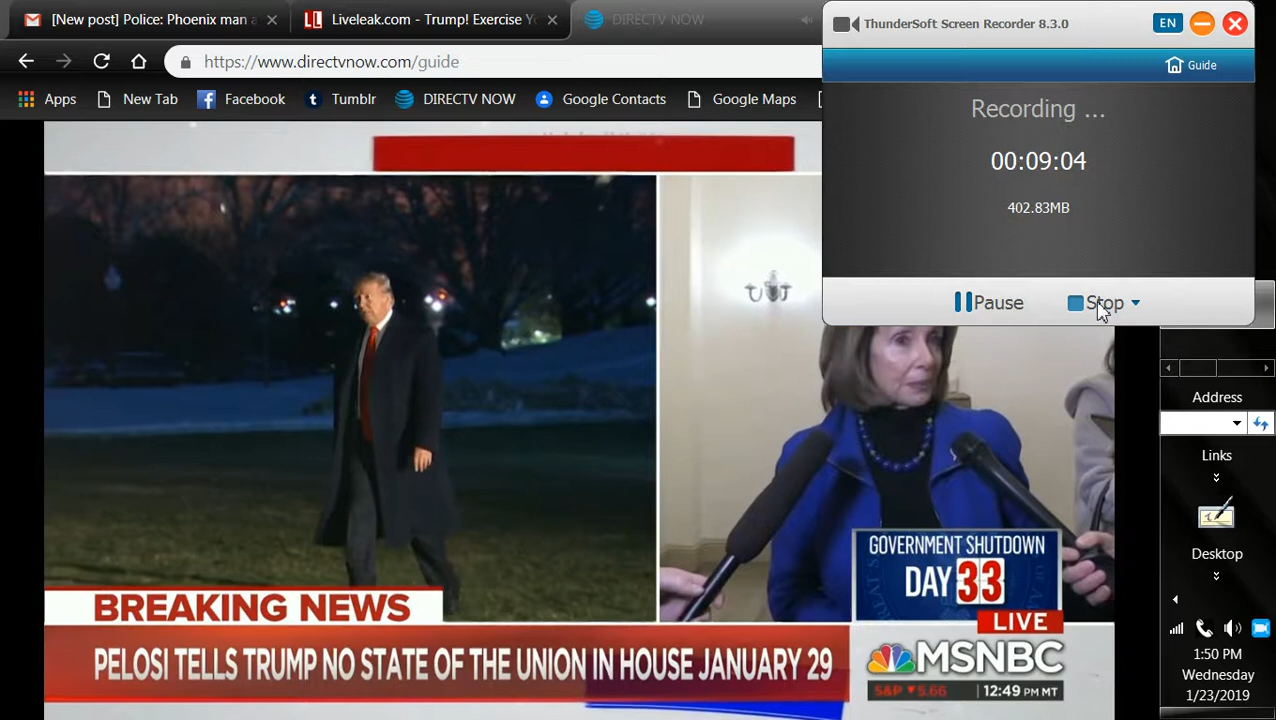 [New post] Police: Phoenix man a
Liveleak.com - Trump! Exercise Yo
DIRECTV NOW
https://www.directvnow.com/guide
Apps
New Tab
Facebook
Tumblr
DIRECTV NOW
Google Contacts
Google Maps
ThunderSoft Screen Recorder 8.3.0
EN
Guide
Recording ...
00:09:04
402.83MB
Pause
Stop
GOVERNMENT SHUTDOWN
DAY 33
LIVE
BREAKING NEWS
PELOSI TELLS TRUMP NO STATE OF THE UNION IN HOUSE JANUARY 29
MSNBC
S&P ▼5.66
12:49 PM MT
Address
Links
Desktop
1:50 PM
Wednesday
1/23/2019